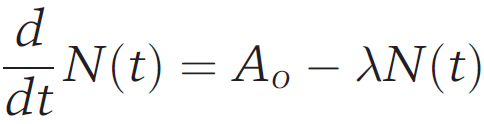 d/dt N(t) = A₀ − λN(t)